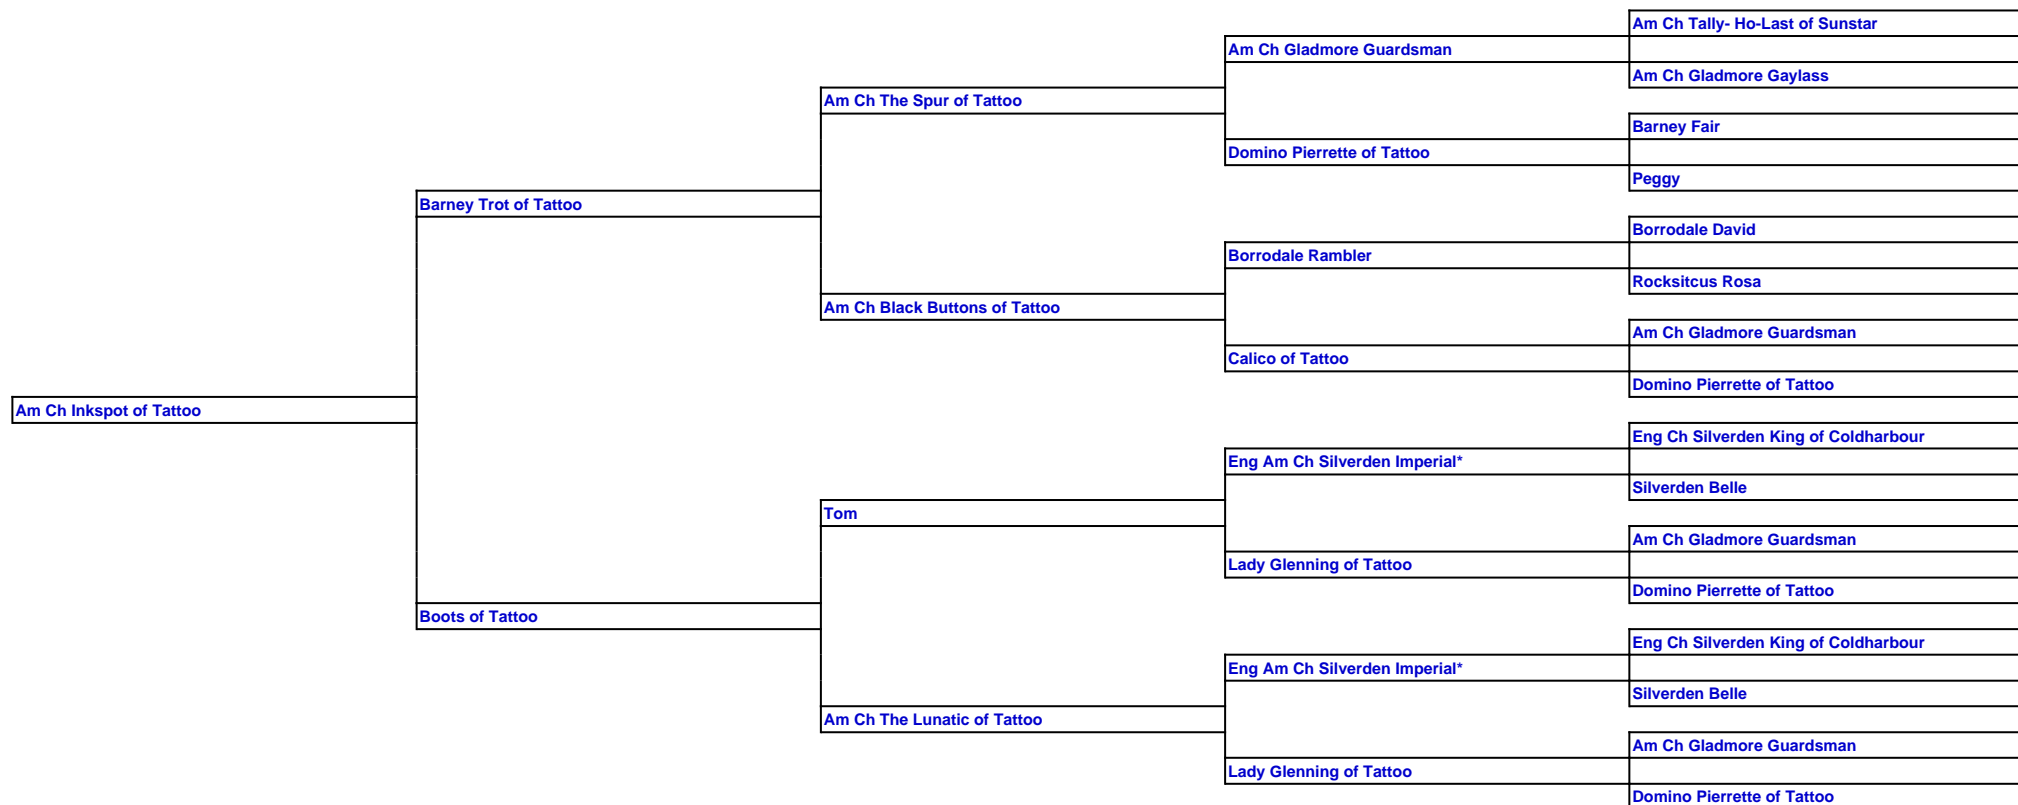 Am Ch Tally- Ho-Last of Sunstar
Am Ch Gladmore Guardsman
Am Ch Gladmore Gaylass
Am Ch The Spur of Tattoo
Barney Fair
Domino Pierrette of Tattoo
Peggy
Barney Trot of Tattoo
Borrodale David
Borrodale Rambler
Rocksitcus Rosa
Am Ch Black Buttons of Tattoo
Am Ch Gladmore Guardsman
Calico of Tattoo
Domino Pierrette of Tattoo
Am Ch Inkspot of Tattoo
Eng Ch Silverden King of Coldharbour
Eng Am Ch Silverden Imperial*
Silverden Belle
Tom
Am Ch Gladmore Guardsman
Lady Glenning of Tattoo
Domino Pierrette of Tattoo
Boots of Tattoo
Eng Ch Silverden King of Coldharbour
Eng Am Ch Silverden Imperial*
Silverden Belle
Am Ch The Lunatic of Tattoo
Am Ch Gladmore Guardsman
Lady Glenning of Tattoo
Domino Pierrette of Tattoo